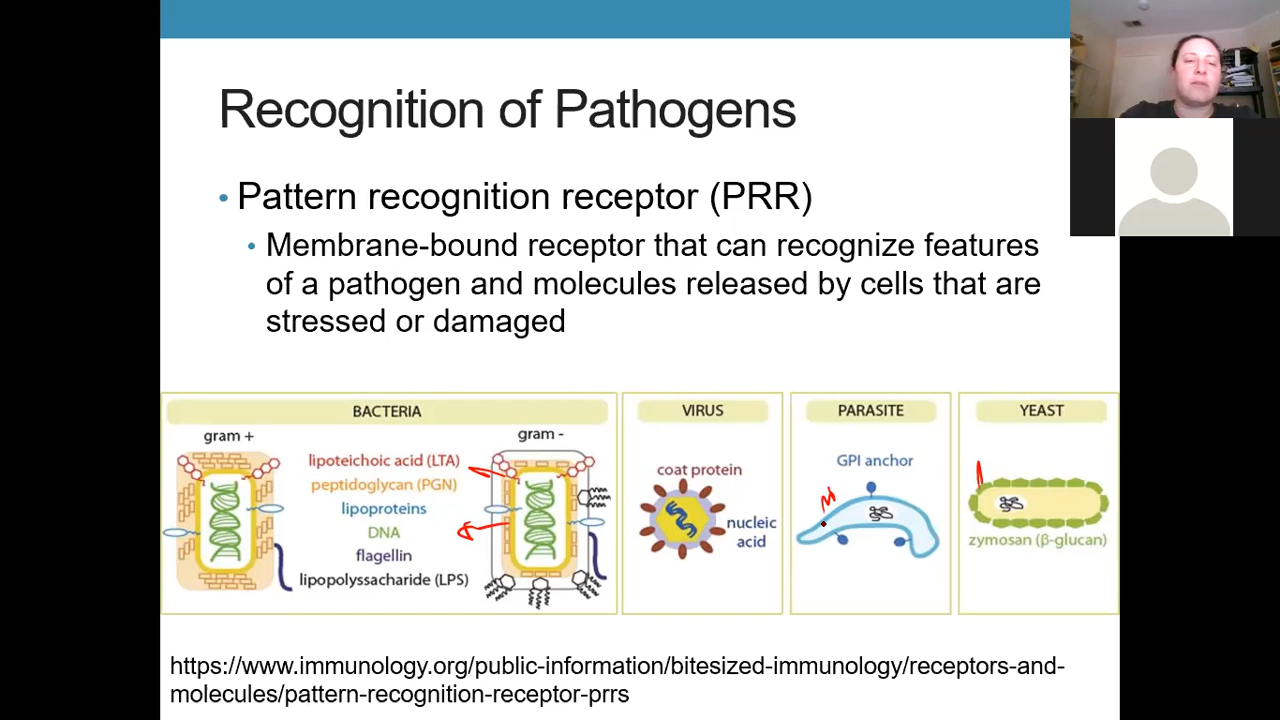 Recognition of Pathogens
• Pattern recognition receptor (PRR)
• Membrane-bound receptor that can recognize features
of a pathogen and molecules released by cells that are
stressed or damaged
BACTERIA
gram +
gram -
lipoteichoic acid (LTA)
peptidoglycan (PGN)
lipoproteins
DNA
flagellin
lipopolyssacharide (LPS)
VIRUS
coat protein
nucleic
acid
PARASITE
GPI anchor
YEAST
zymosan (β-glucan)
https://www.immunology.org/public-information/bitesized-immunology/receptors-and-
molecules/pattern-recognition-receptor-prrs